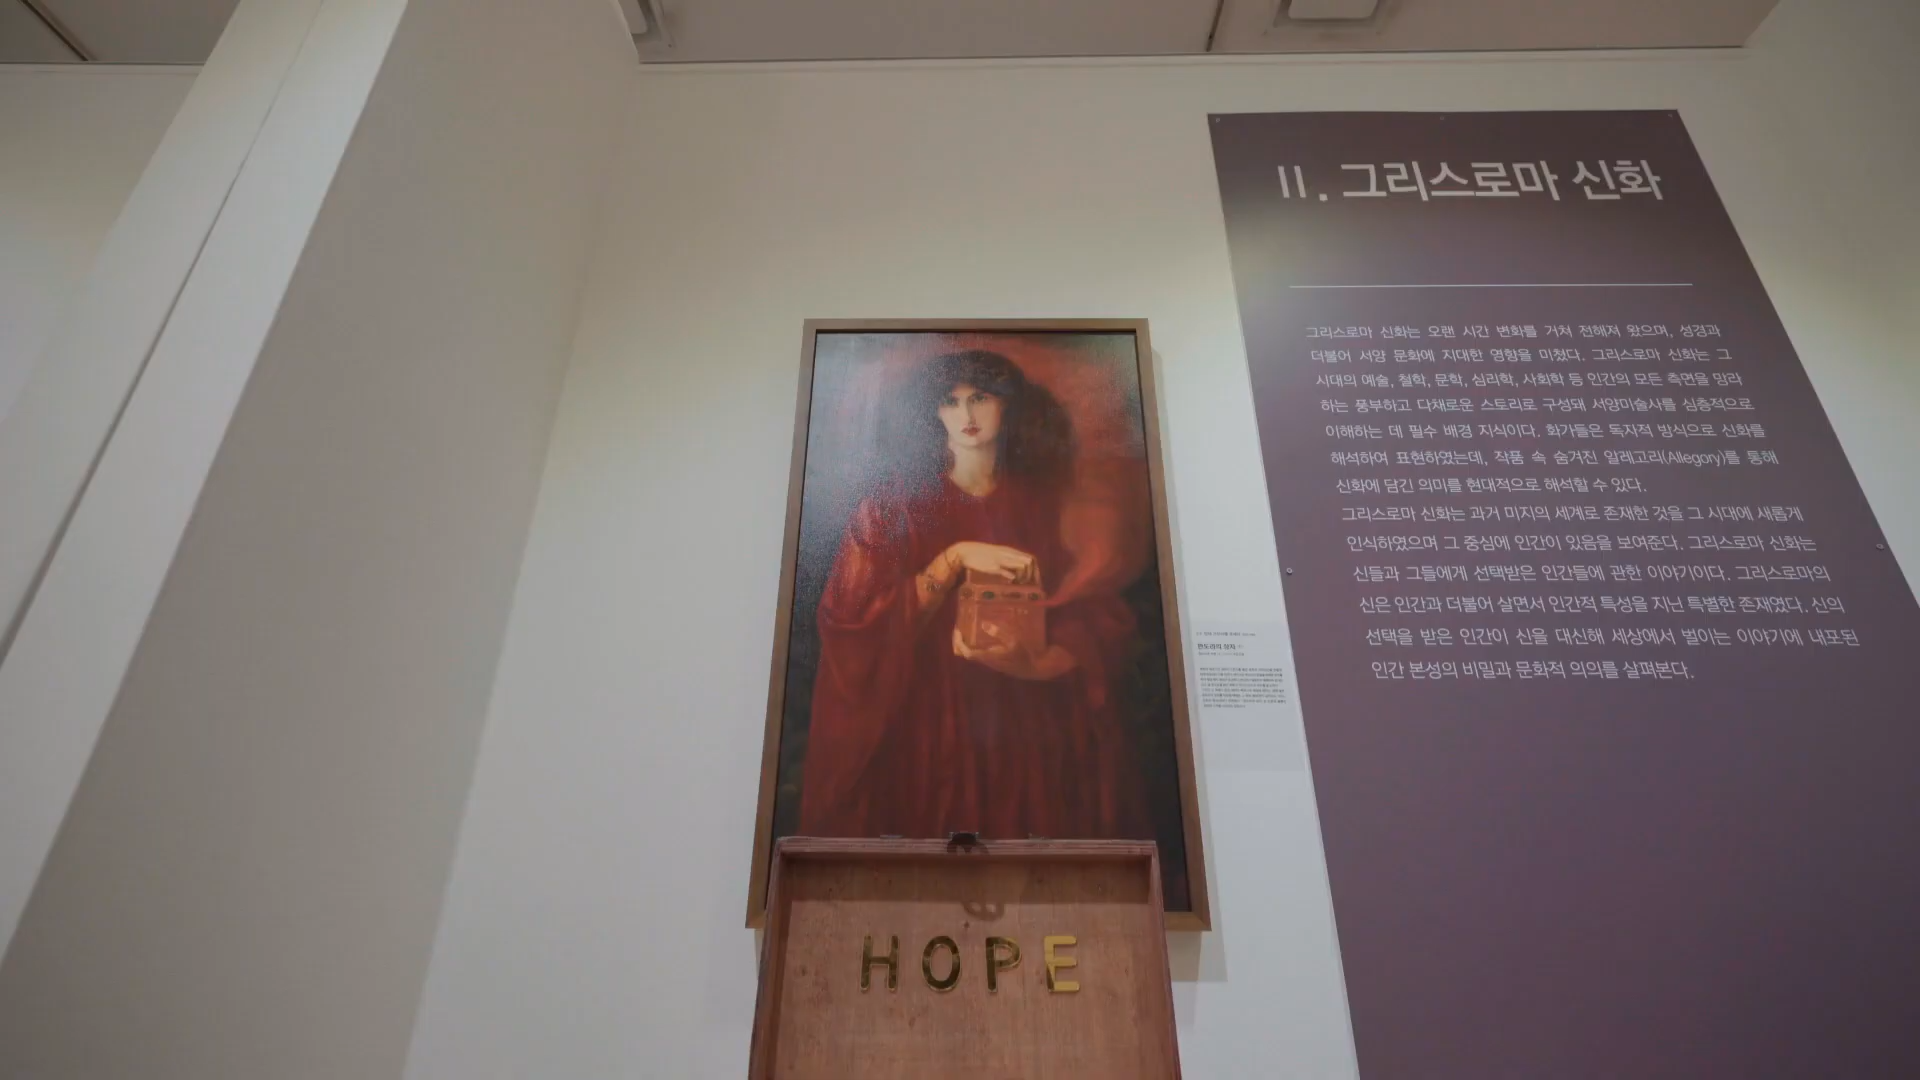 II. 그리스로마 신화
그리스로마 신화는 오랜 시간 변화를 거쳐 전해져 왔으며, 성경과
더불어 서양 문화에 지대한 영향을 미쳤다. 그리스로마 신화는 그
시대의 예술, 철학, 문학, 심리학, 사회학 등 인간의 모든 측면을 망라
하는 풍부하고 다채로운 스토리로 구성돼 서양미술사를 심층적으로
이해하는 데 필수 배경 지식이다. 화가들은 독자적 방식으로 신화를
해석하여 표현하였는데, 작품 속 숨겨진 알레고리(Allegory)를 통해
신화에 담긴 의미를 현대적으로 해석할 수 있다.
그리스로마 신화는 과거 미지의 세계로 존재한 것을 그 시대에 새롭게
인식하였으며 그 중심에 인간이 있음을 보여준다. 그리스로마 신화는
신들과 그들에게 선택받은 인간들에 관한 이야기이다. 그리스로마의
신은 인간과 더불어 살면서 인간적 특성을 지닌 특별한 존재였다. 신의
선택을 받은 인간이 신을 대신해 세상에서 벌이는 이야기에 내포된
인간 본성의 비밀과 문화적 의의를 살펴본다.
판도라의 상자
HOPE